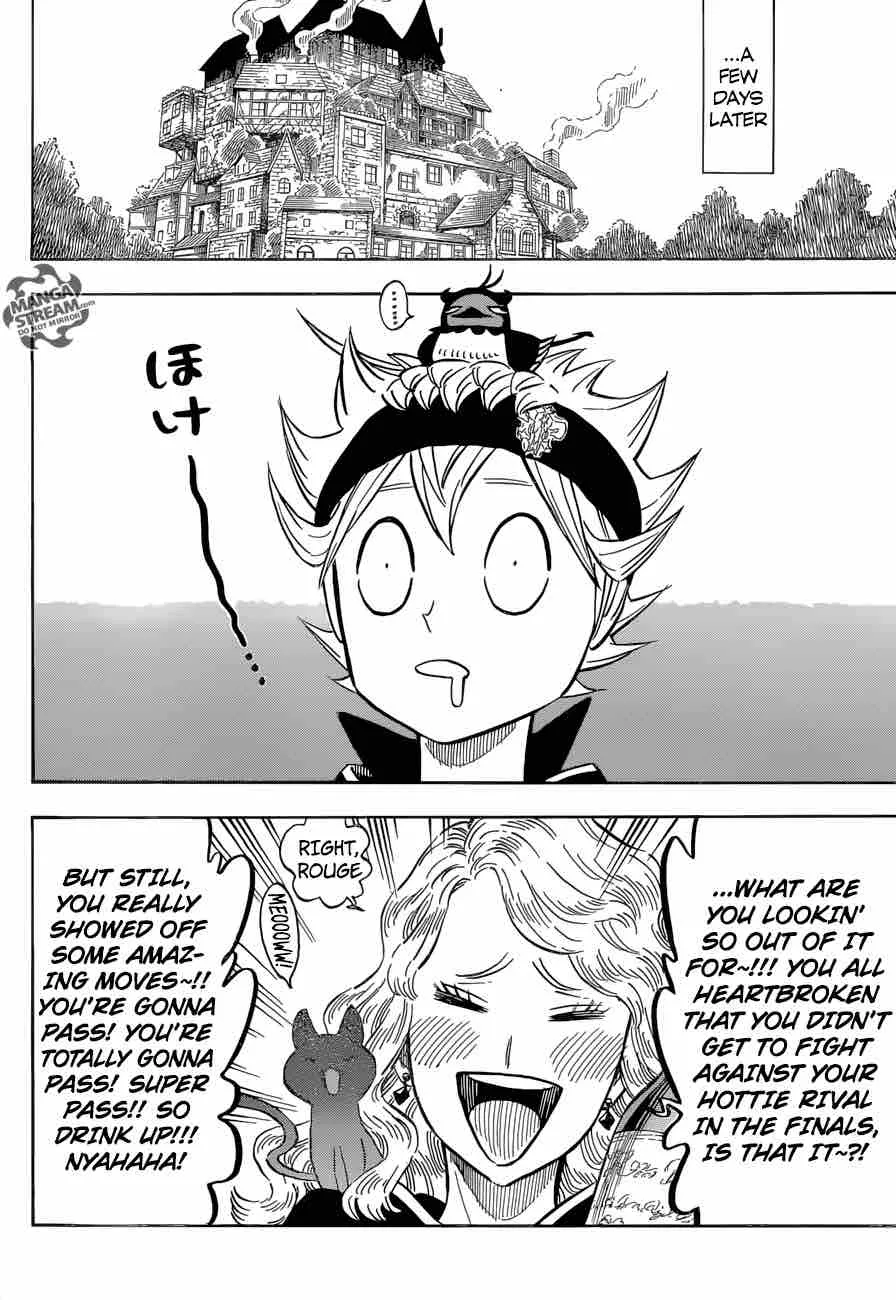 ...A
FEW
DAYS
LATER
MANGA
STREAM.com
DO NOT MIRROR!
ほけ
...WHAT ARE
YOU LOOKIN'
SO OUT OF IT
FOR~!!! YOU ALL
HEARTBROKEN
THAT YOU DIDN'T
GET TO FIGHT
AGAINST YOUR
HOTTIE RIVAL
IN THE FINALS,
IS THAT IT~?!
RIGHT,
ROUGE
MEOOOOW!
BUT STILL,
YOU REALLY
SHOWED OFF
SOME AMAZ-
ING MOVES~!!
YOU'RE GONNA
PASS! YOU'RE
TOTALLY GONNA
PASS! SUPER
PASS!! SO
DRINK UP!!!
NYAHAHA!